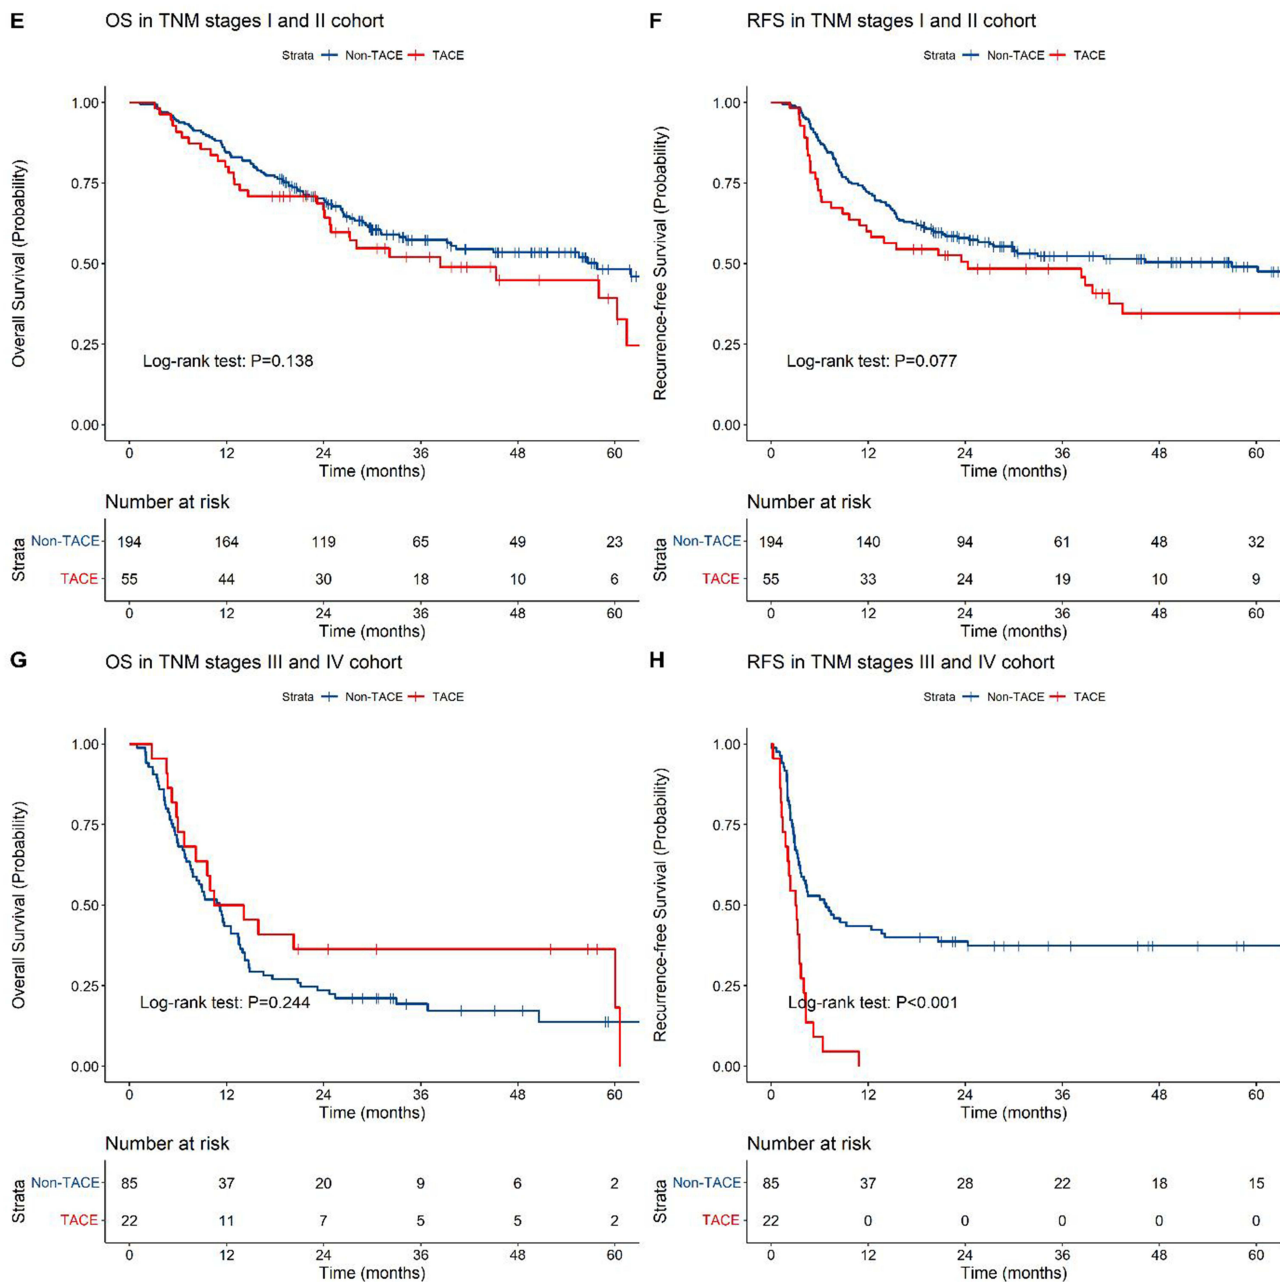 E OS in TNM stages I and II cohort
Strata Non-TACE TACE
Overall Survival (Probability)
1.00
0.75
0.50
0.25
0.00
Log-rank test: P=0.138
0 12 24 36 48 60
Time (months)
Number at risk
Strata
Non-TACE 194 164 119 65 49 23
TACE 55 44 30 18 10 6
0 12 24 36 48 60
Time (months)
F RFS in TNM stages I and II cohort
Strata Non-TACE TACE
Recurrence-free Survival (Probability)
1.00
0.75
0.50
0.25
0.00
Log-rank test: P=0.077
0 12 24 36 48 60
Time (months)
Number at risk
Strata
Non-TACE 194 140 94 61 48 32
TACE 55 33 24 19 10 9
0 12 24 36 48 60
Time (months)
G OS in TNM stages III and IV cohort
Strata Non-TACE TACE
Overall Survival (Probability)
1.00
0.75
0.50
0.25
0.00
Log-rank test: P=0.244
0 12 24 36 48 60
Time (months)
Number at risk
Strata
Non-TACE 85 37 20 9 6 2
TACE 22 11 7 5 5 2
0 12 24 36 48 60
Time (months)
H RFS in TNM stages III and IV cohort
Strata Non-TACE TACE
Recurrence-free Survival (Probability)
1.00
0.75
0.50
0.25
0.00
Log-rank test: P<0.001
0 12 24 36 48 60
Time (months)
Number at risk
Strata
Non-TACE 85 37 28 22 18 15
TACE 22 0 0 0 0 0
0 12 24 36 48 60
Time (months)